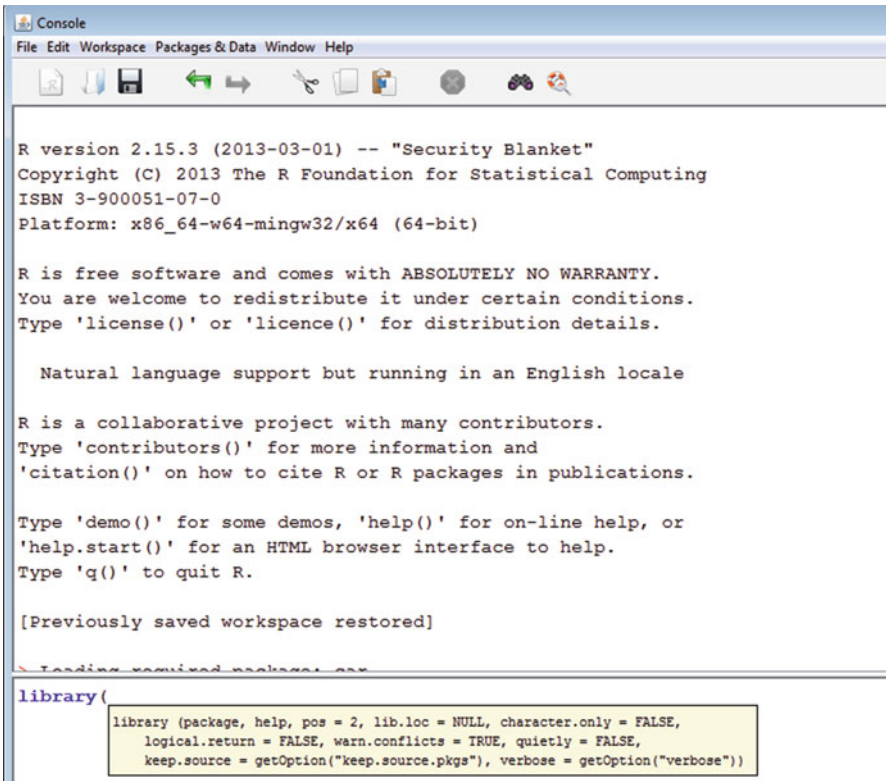 Console
File Edit Workspace Packages & Data Window Help
R version 2.15.3 (2013-03-01) -- "Security Blanket"
Copyright (C) 2013 The R Foundation for Statistical Computing
ISBN 3-900051-07-0
Platform: x86_64-w64-mingw32/x64 (64-bit)
R is free software and comes with ABSOLUTELY NO WARRANTY.
You are welcome to redistribute it under certain conditions.
Type 'license()' or 'licence()' for distribution details.
Natural language support but running in an English locale
R is a collaborative project with many contributors.
Type 'contributors()' for more information and
'citation()' on how to cite R or R packages in publications.
Type 'demo()' for some demos, 'help()' for on-line help, or
'help.start()' for an HTML browser interface to help.
Type 'q()' to quit R.
[Previously saved workspace restored]
> Loading required package:
library(
library (package, help, pos = 2, lib.loc = NULL, character.only = FALSE,
logical.return = FALSE, warn.conflicts = TRUE, quietly = FALSE,
keep.source = getOption("keep.source.pkgs"), verbose = getOption("verbose"))